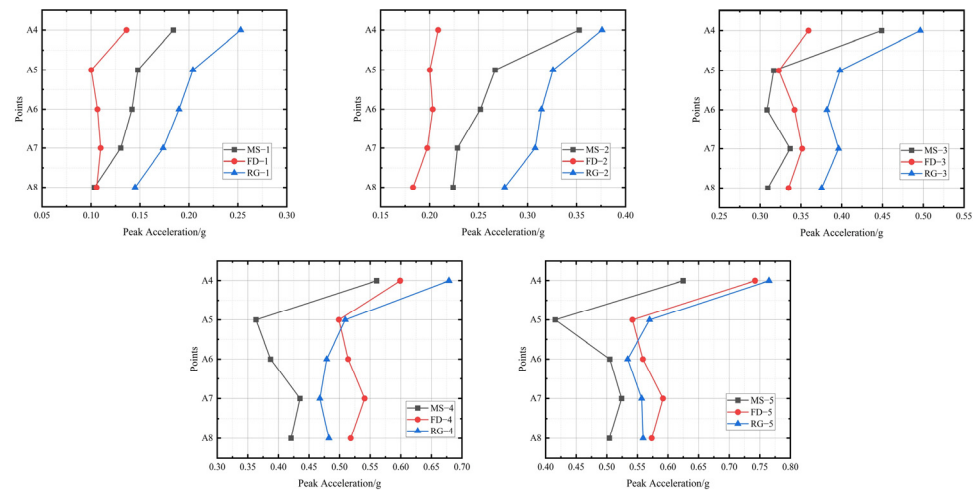 A4
A5
A6
A7
A8
Points
MS−1
FD−1
RG−1
0.05 0.10 0.15 0.20 0.25 0.30
Peak Acceleration/g
A4
A5
A6
A7
A8
Points
MS−2
FD−2
RG−2
0.15 0.20 0.25 0.30 0.35 0.40
Peak Acceleration/g
A4
A5
A6
A7
A8
Points
MS−3
FD−3
RG−3
0.25 0.30 0.35 0.40 0.45 0.50 0.55
Peak Acceleration/g
A4
A5
A6
A7
A8
Points
MS−4
FD−4
RG−4
0.30 0.35 0.40 0.45 0.50 0.55 0.60 0.65 0.70
Peak Acceleration/g
A4
A5
A6
A7
A8
Points
MS−5
FD−5
RG−5
0.40 0.45 0.50 0.55 0.60 0.65 0.70 0.75 0.80
Peak Acceleration/g